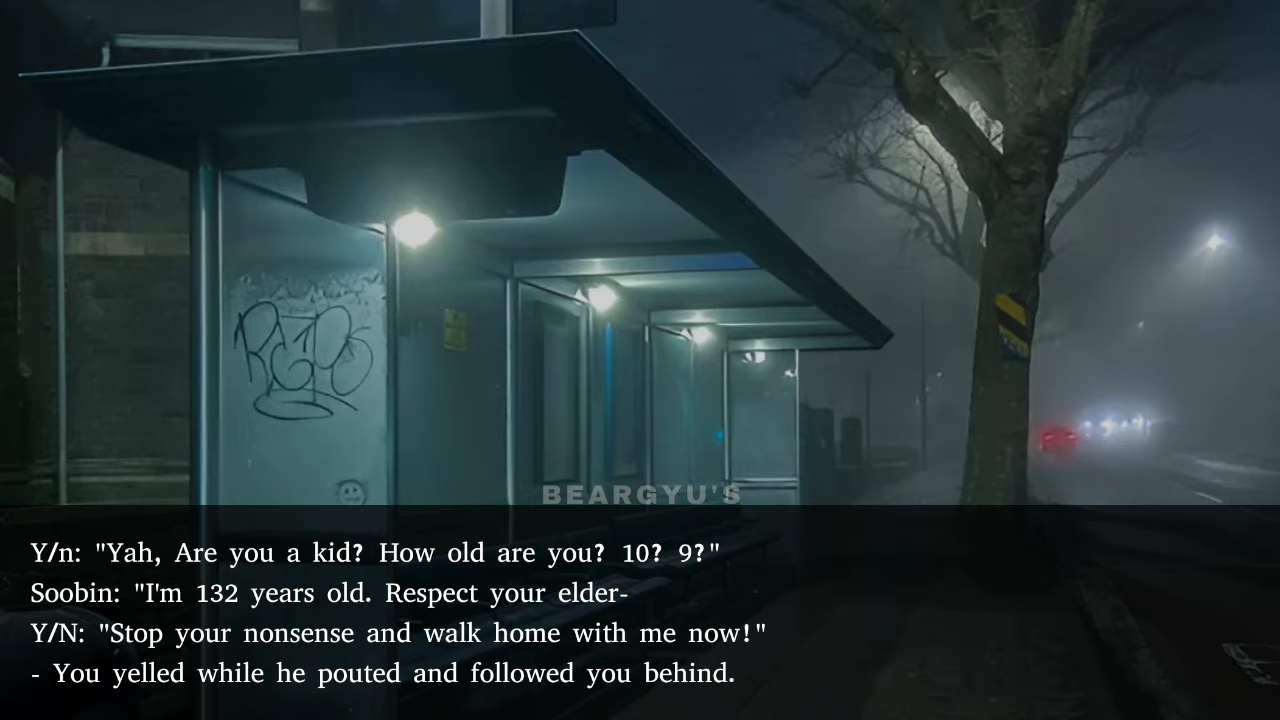 BEARGYU'S
Y/n: "Yah, Are you a kid? How old are you? 10? 9?"
Soobin: "I'm 132 years old. Respect your elder-
Y/N: "Stop your nonsense and walk home with me now!"
- You yelled while he pouted and followed you behind.